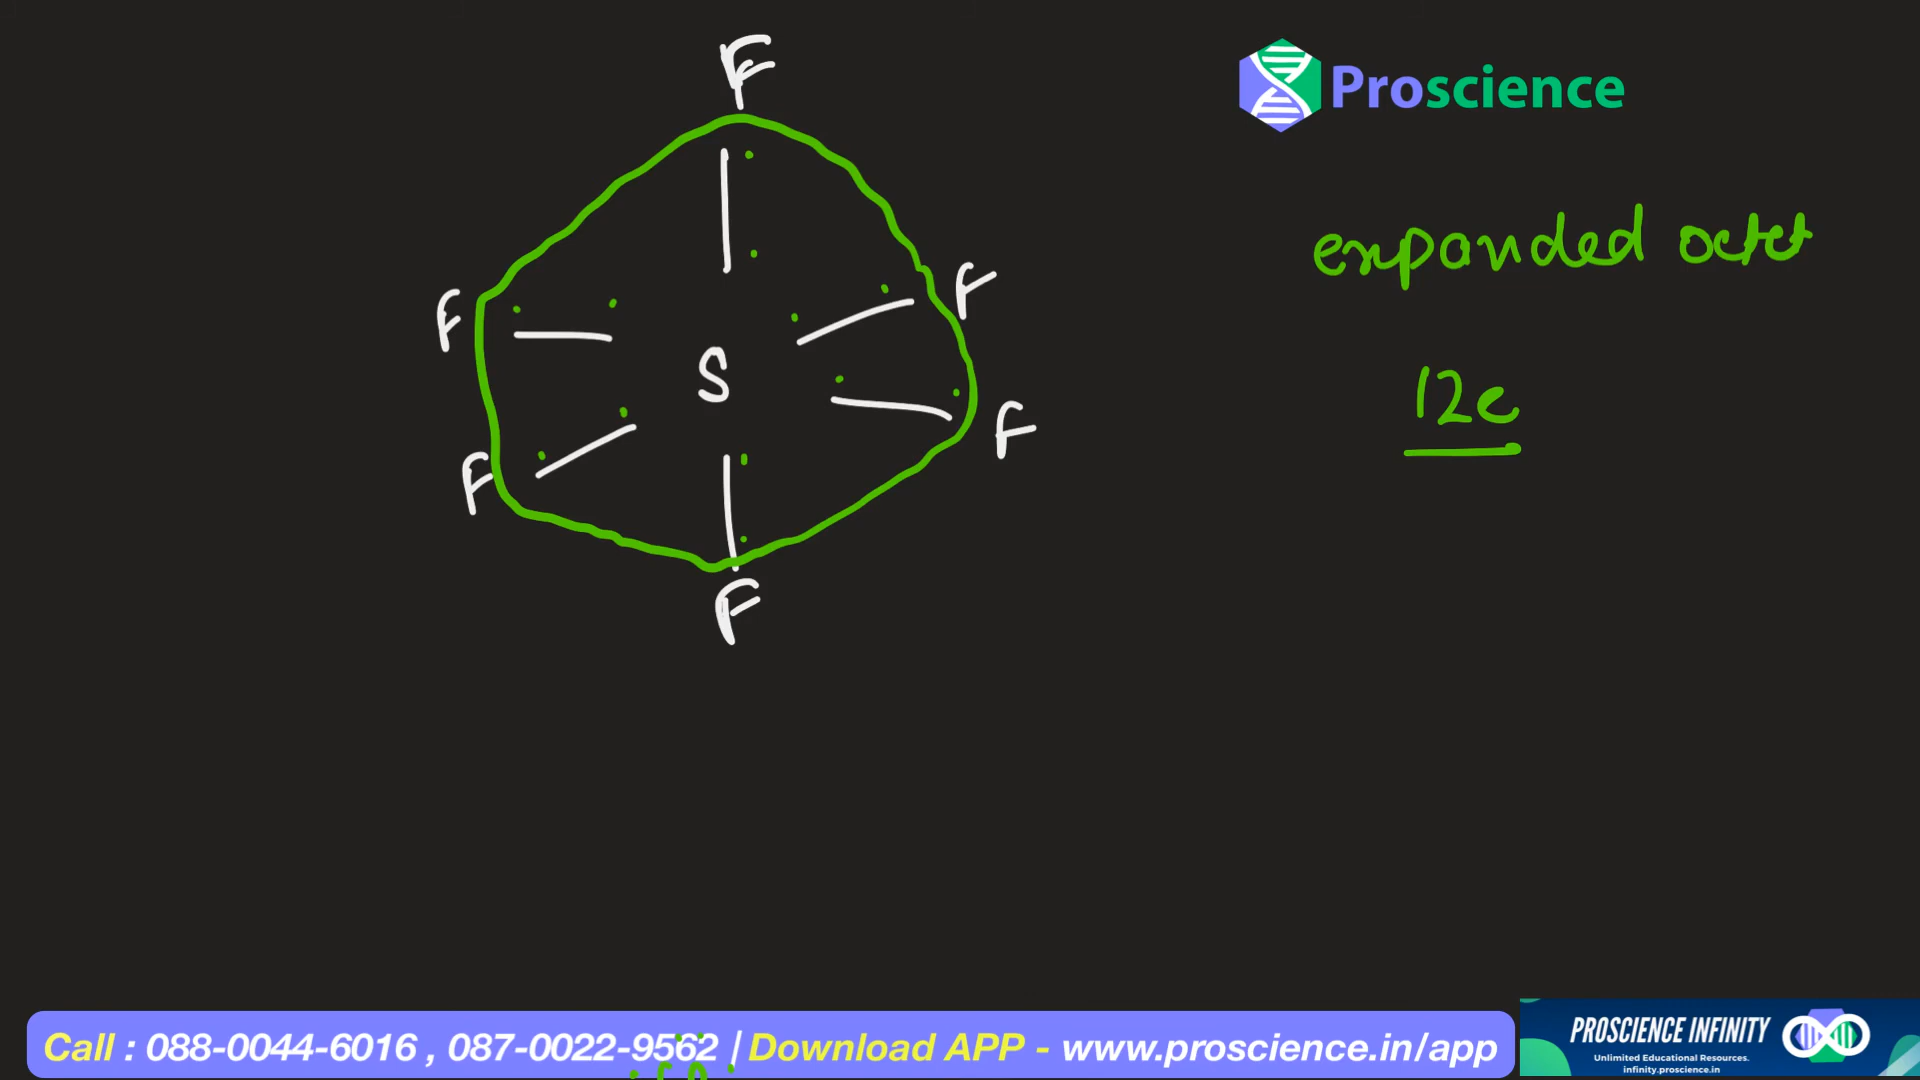 F
Proscience
expanded octet
F
F
S
12e
F
F
F
Call : 088-0044-6016 , 087-0022-9562 | Download APP - www.proscience.in/app
PROSCIENCE INFINITY
Unlimited Educational Resources.
infinity.proscience.in